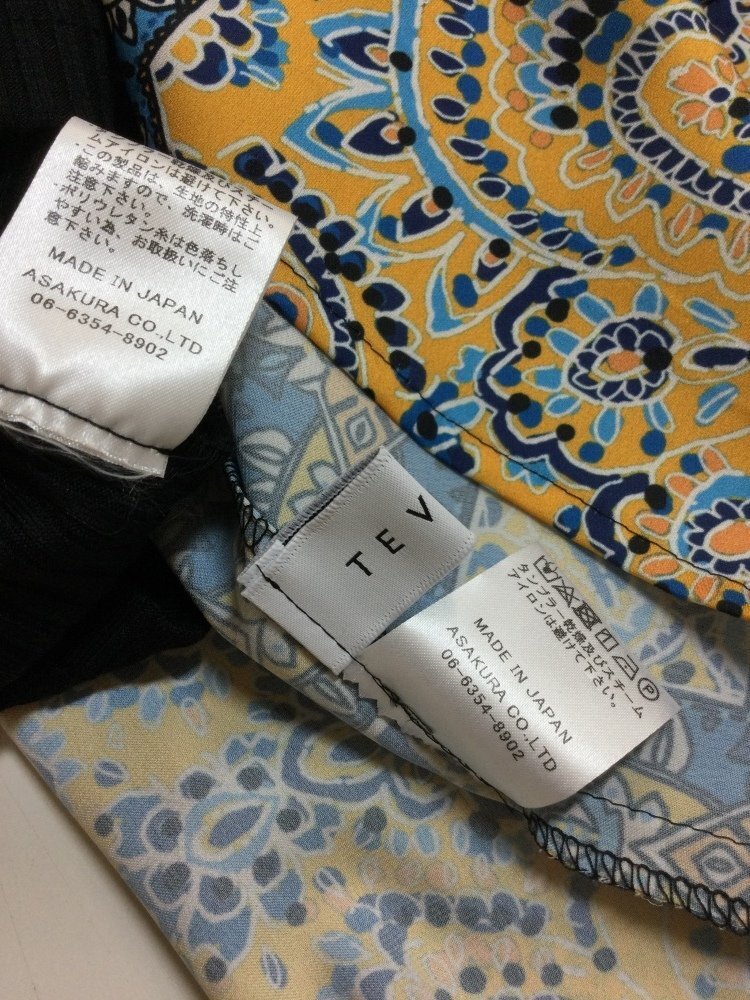 ムアイロンは避けて下さい。
この製品は、生地の特性上
縮みますので、洗濯時はご
注意下さい。
ポリウレタン糸は色落ちし
やすい為、お取扱いにご注
意下さい。
MADE IN JAPAN
ASAKURA CO.,LTD
06-6354-8902
TEV
タンブラー乾燥及びスチーム
アイロンは避けて下さい。
MADE IN JAPAN
ASAKURA CO.,LTD
06-6354-8902